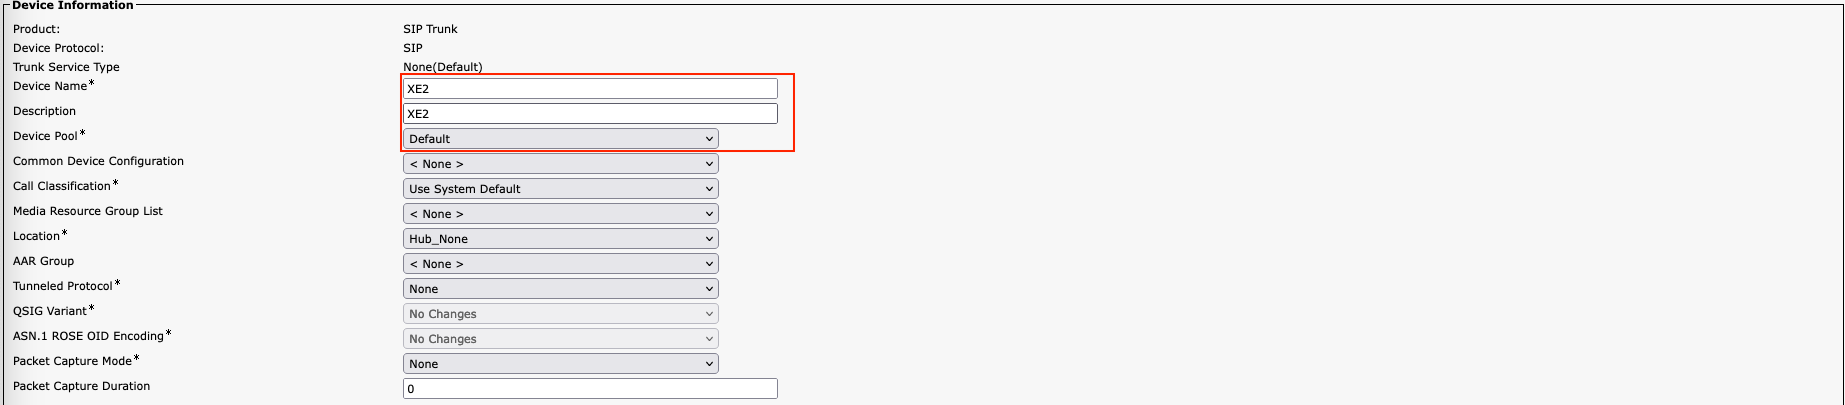 Device Information
Product: SIP Trunk
Device Protocol: SIP
Trunk Service Type None(Default)
Device Name* XE2
Description XE2
Device Pool* Default
Common Device Configuration < None >
Call Classification* Use System Default
Media Resource Group List < None >
Location* Hub_None
AAR Group < None >
Tunneled Protocol* None
QSIG Variant* No Changes
ASN.1 ROSE OID Encoding* No Changes
Packet Capture Mode* None
Packet Capture Duration 0